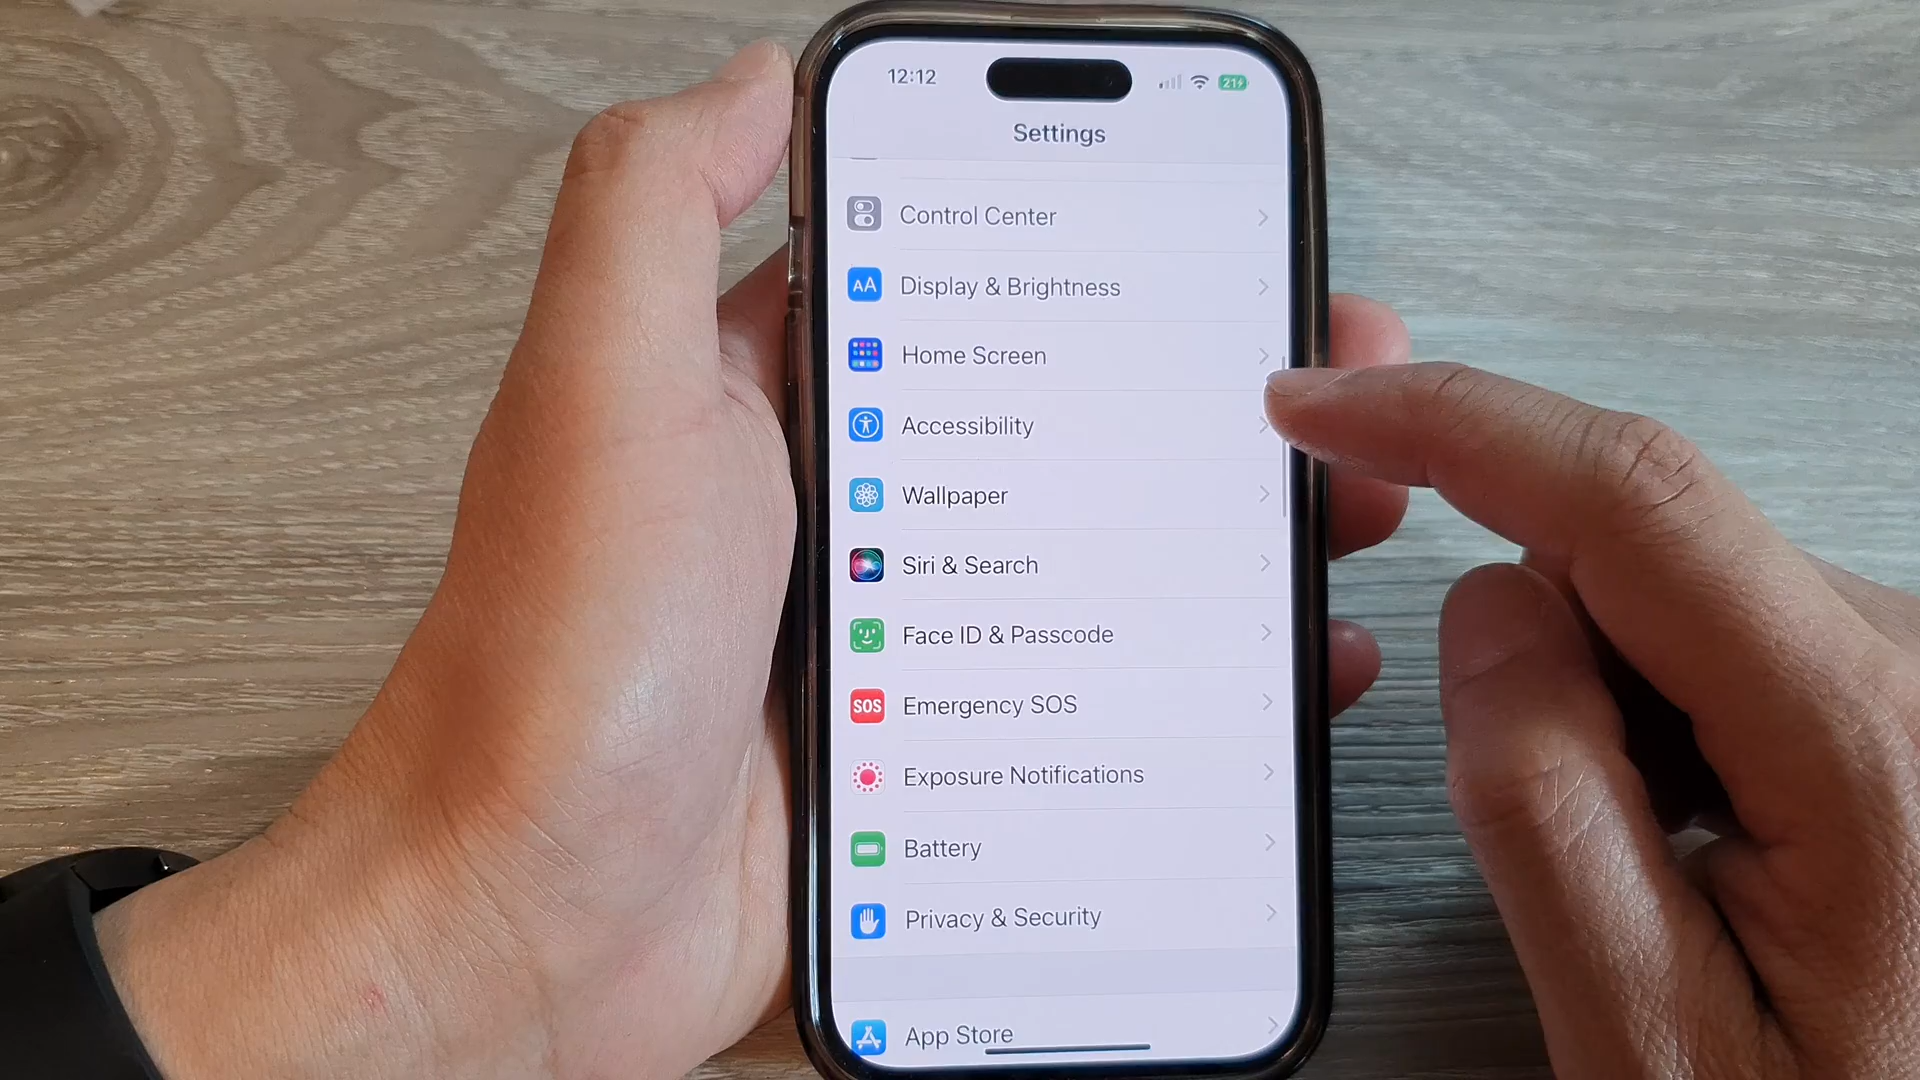 12:12
21
Settings
Control Center
AA
Display & Brightness
Home Screen
Accessibility
Wallpaper
Siri & Search
Face ID & Passcode
SOS
Emergency SOS
Exposure Notifications
Battery
Privacy & Security
App Store